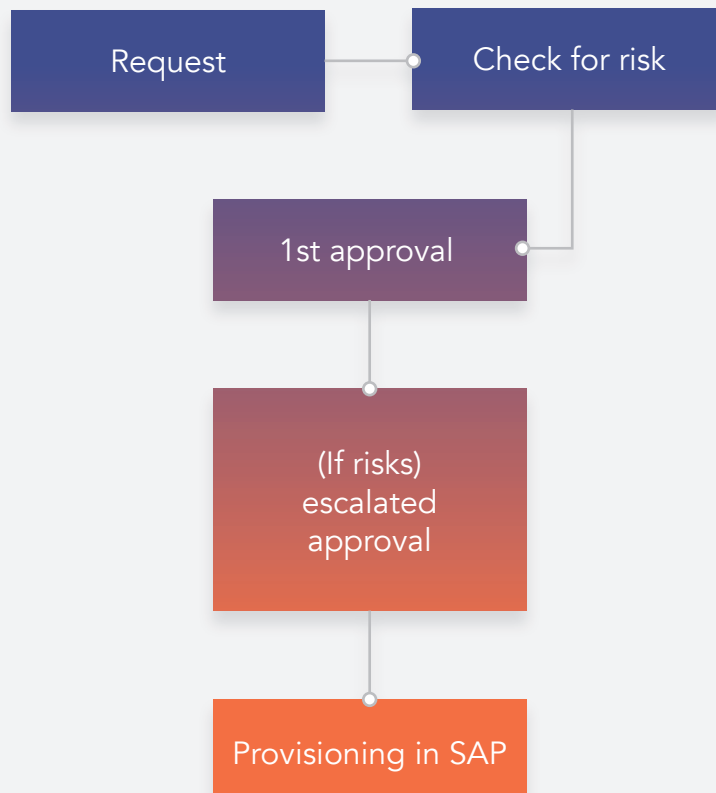 Request
Check for risk
1st approval
(If risks)
escalated
approval
Provisioning in SAP